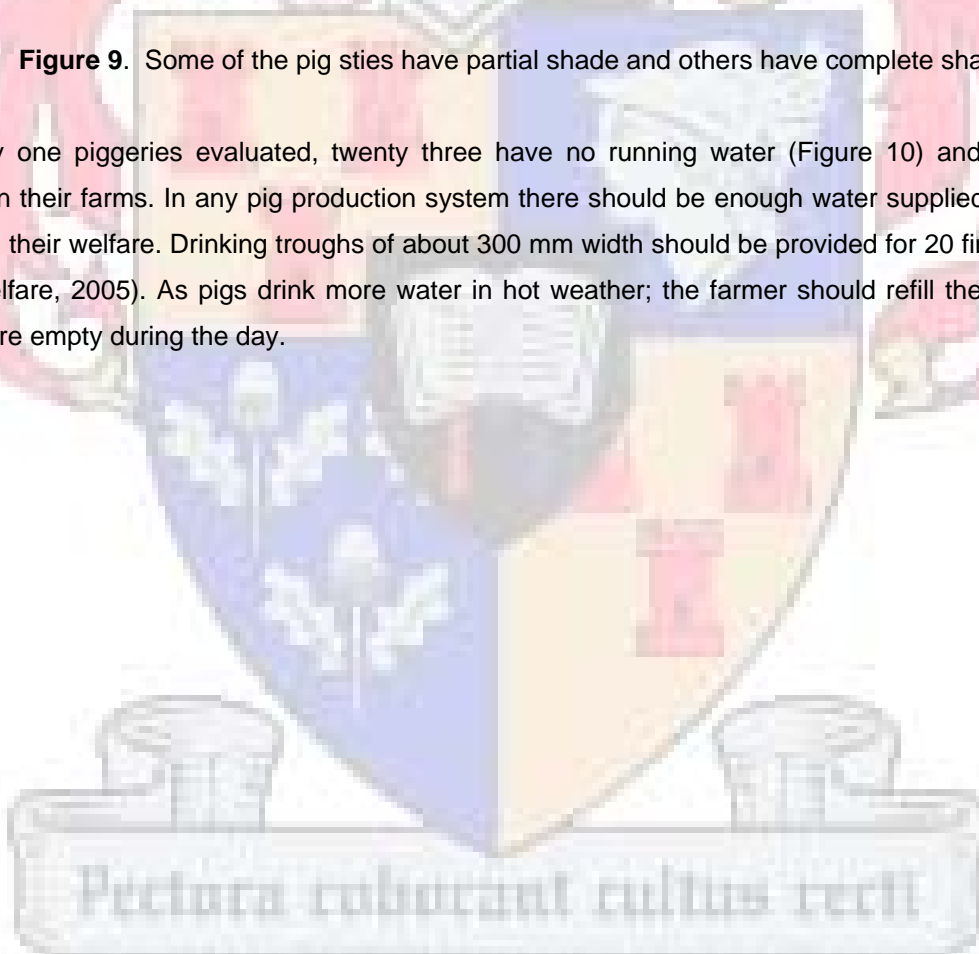 Figure 9. Some of the pig sties have partial shade and others have complete sha
y one piggeries evaluated, twenty three have no running water (Figure 10) and
n their farms. In any pig production system there should be enough water supplied
their welfare. Drinking troughs of about 300 mm width should be provided for 20 fi
lfare, 2005). As pigs drink more water in hot weather; the farmer should refill the
re empty during the day.
Pectora roborant cultus recti